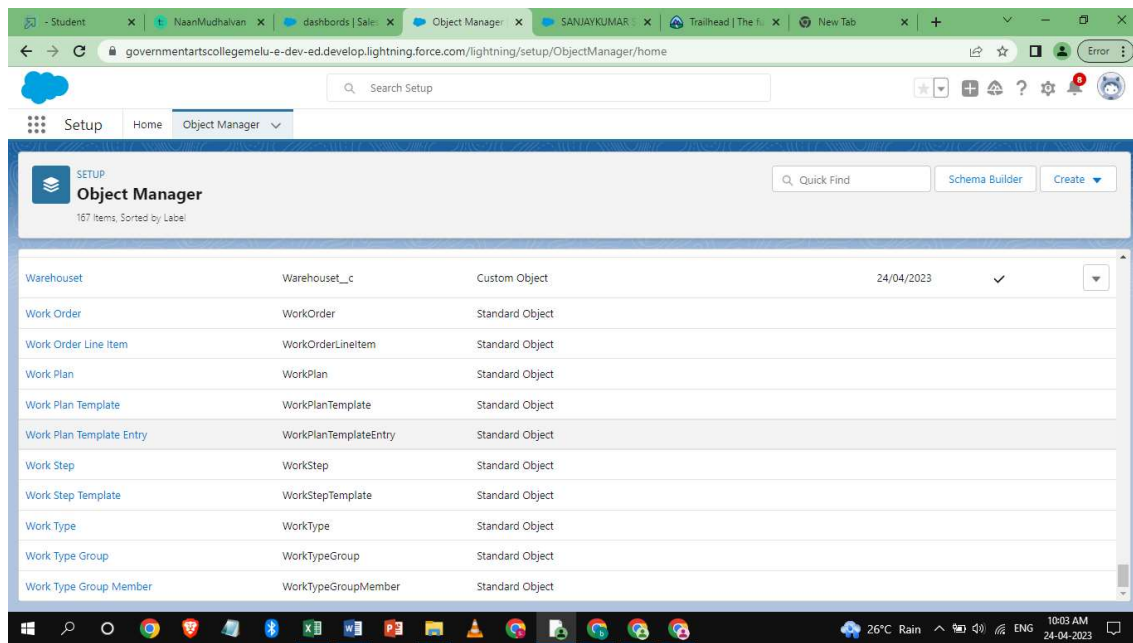 - Student
NaanMudhalvan
dashbords | Sales
Object Manager
SANJAYKUMAR S
Trailhead | The fu
New Tab
governmentartscollegemelu-e-dev-ed.develop.lightning.force.com/lightning/setup/ObjectManager/home
Error
Search Setup
8
Setup Home Object Manager
SETUP
Object Manager
167 Items, Sorted by Label
Quick Find
Schema Builder
Create
Warehouset Warehouset__c Custom Object 24/04/2023
Work Order WorkOrder Standard Object
Work Order Line Item WorkOrderLineItem Standard Object
Work Plan WorkPlan Standard Object
Work Plan Template WorkPlanTemplate Standard Object
Work Plan Template Entry WorkPlanTemplateEntry Standard Object
Work Step WorkStep Standard Object
Work Step Template WorkStepTemplate Standard Object
Work Type WorkType Standard Object
Work Type Group WorkTypeGroup Standard Object
Work Type Group Member WorkTypeGroupMember Standard Object
26°C Rain ENG
10:03 AM
24-04-2023